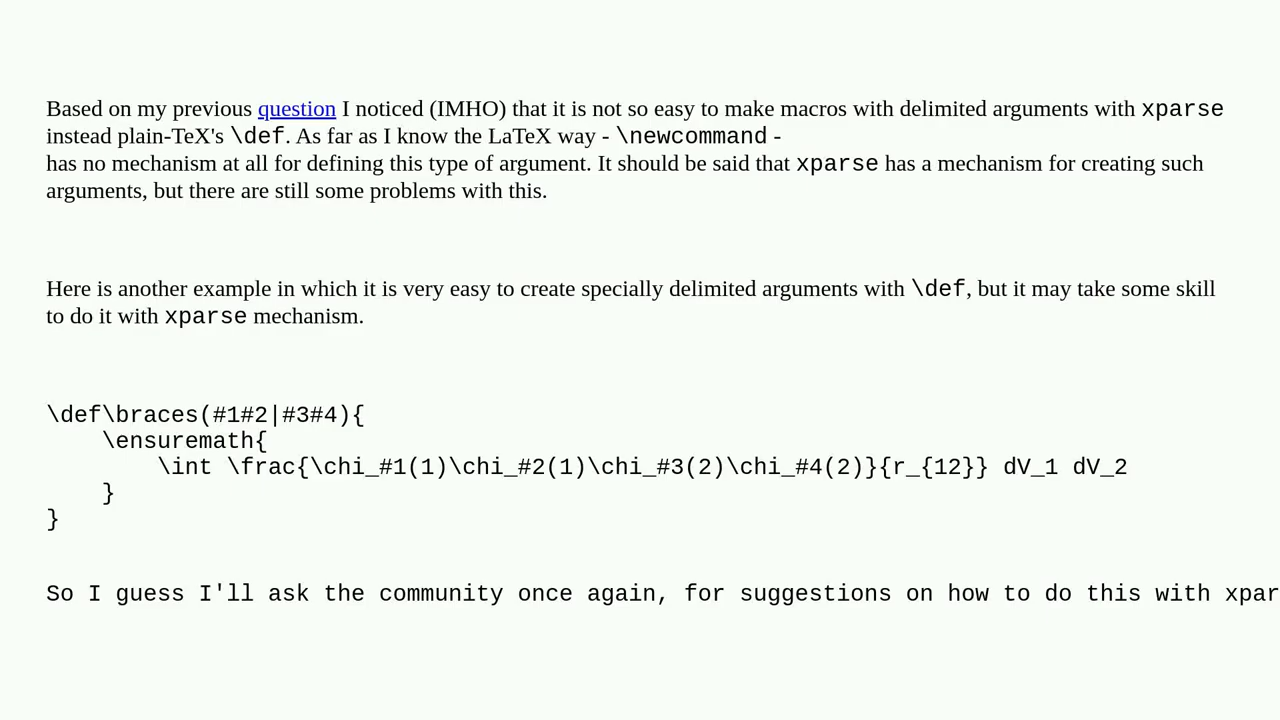 Based on my previous question I noticed (IMHO) that it is not so easy to make macros with delimited arguments with xparse
instead plain-TeX's \def. As far as I know the LaTeX way - \newcommand -
has no mechanism at all for defining this type of argument. It should be said that xparse has a mechanism for creating such
arguments, but there are still some problems with this.
Here is another example in which it is very easy to create specially delimited arguments with \def, but it may take some skill
to do it with xparse mechanism.
\def\braces(#1#2|#3#4){
    \ensuremath{
        \int \frac{\chi_#1(1)\chi_#2(1)\chi_#3(2)\chi_#4(2)}{r_{12}} dV_1 dV_2
    }
}
So I guess I'll ask the community once again, for suggestions on how to do this with xpar